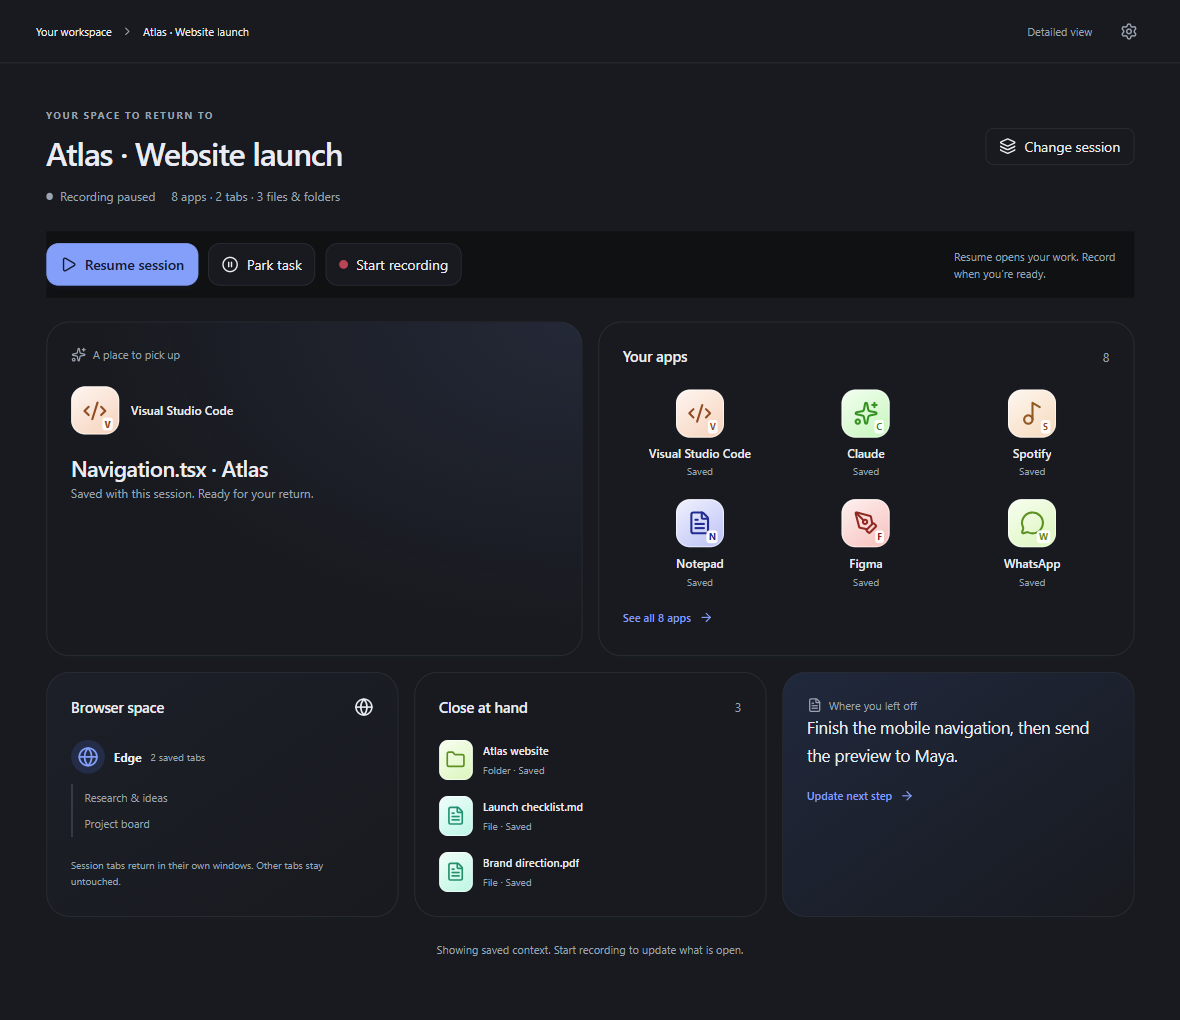 Your workspace > Atlas · Website launch
Detailed view
YOUR SPACE TO RETURN TO
Atlas · Website launch
Change session
Recording paused 8 apps · 2 tabs · 3 files & folders
Resume session
Park task
Start recording
Resume opens your work. Record
when you're ready.
A place to pick up
V
Visual Studio Code
Navigation.tsx · Atlas
Saved with this session. Ready for your return.
Your apps
8
V
Visual Studio Code
Saved
C
Claude
Saved
S
Spotify
Saved
N
Notepad
Saved
F
Figma
Saved
W
WhatsApp
Saved
See all 8 apps
Browser space
Edge 2 saved tabs
Research & ideas
Project board
Session tabs return in their own windows. Other tabs stay
untouched.
Close at hand
3
Atlas website
Folder · Saved
Launch checklist.md
File · Saved
Brand direction.pdf
File · Saved
Where you left off
Finish the mobile navigation, then send
the preview to Maya.
Update next step
Showing saved context. Start recording to update what is open.